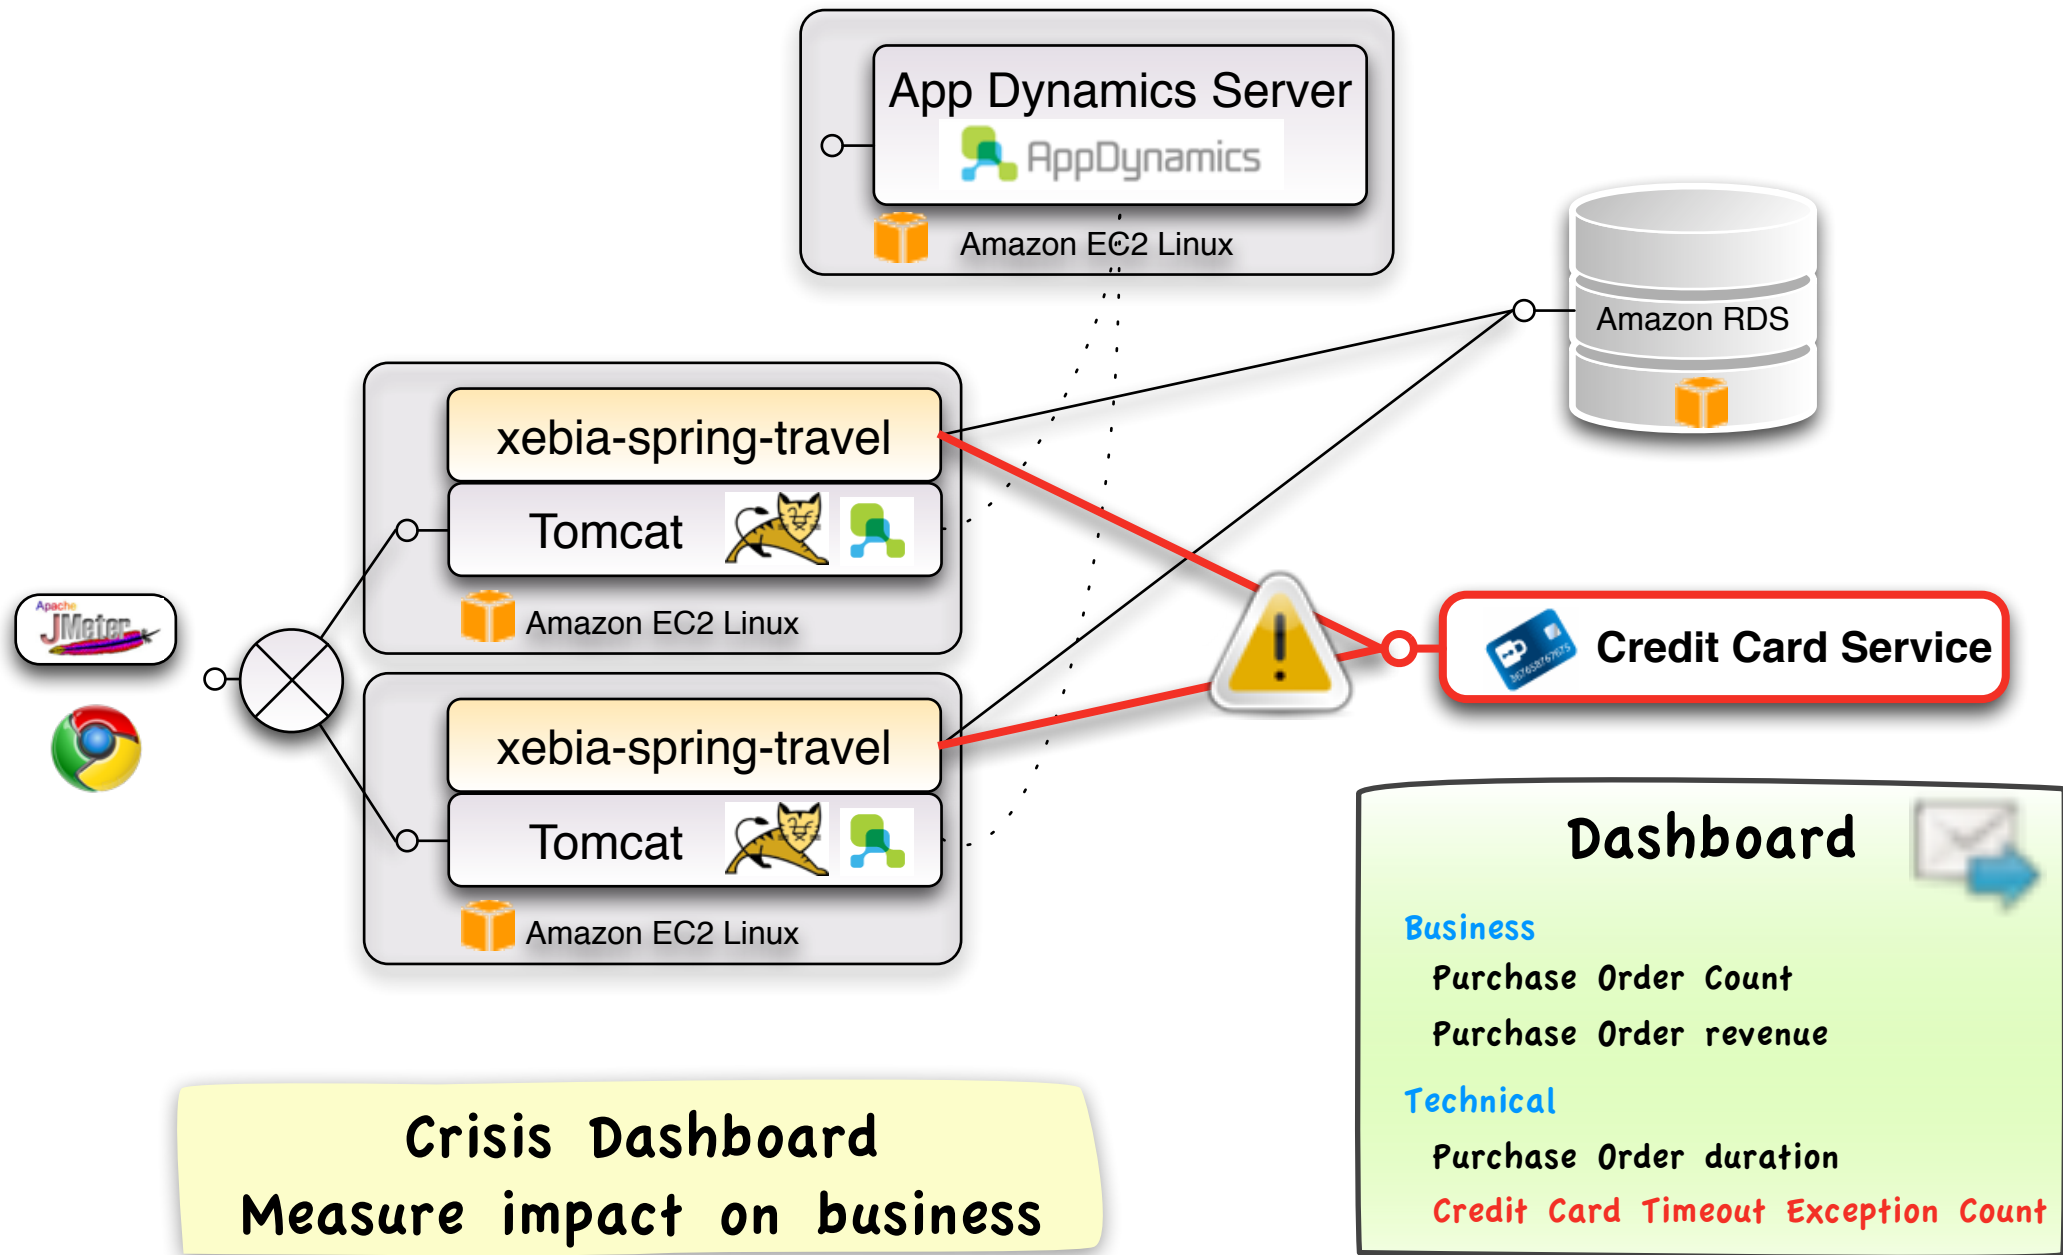 App Dynamics Server
AppDynamics
Amazon EC2 Linux
Amazon RDS
xebia-spring-travel
Tomcat
Amazon EC2 Linux
Apache
JMeter
Credit Card Service
xebia-spring-travel
Tomcat
Amazon EC2 Linux
Dashboard
Business
Purchase Order Count
Purchase Order revenue
Technical
Purchase Order duration
Credit Card Timeout Exception Count
Crisis Dashboard
Measure impact on business